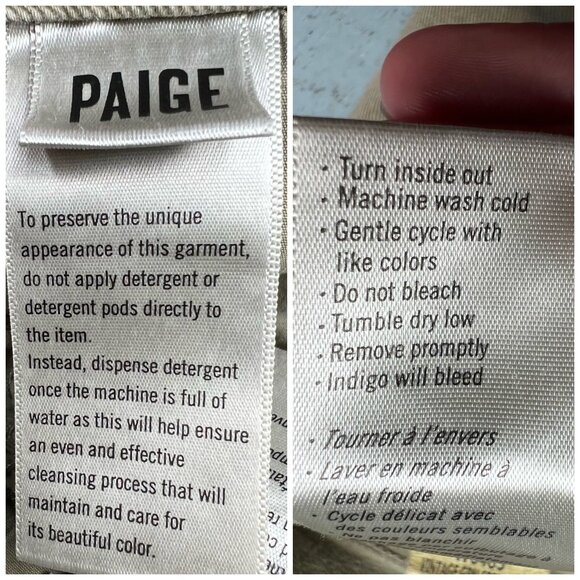 PAIGE
To preserve the unique
appearance of this garment,
do not apply detergent or
detergent pods directly to
the item.
Instead, dispense detergent
once the machine is full of
water as this will help ensure
an even and effective
cleansing process that will
maintain and care for
its beautiful color.
• Turn inside out
• Machine wash cold
• Gentle cycle with
like colors
• Do not bleach
• Tumble dry low
• Remove promptly
• Indigo will bleed
• Tourner à l'envers
• Laver en machine à
l'eau froide
• Cycle délicat avec
des couleurs semblables
No pas blanchir